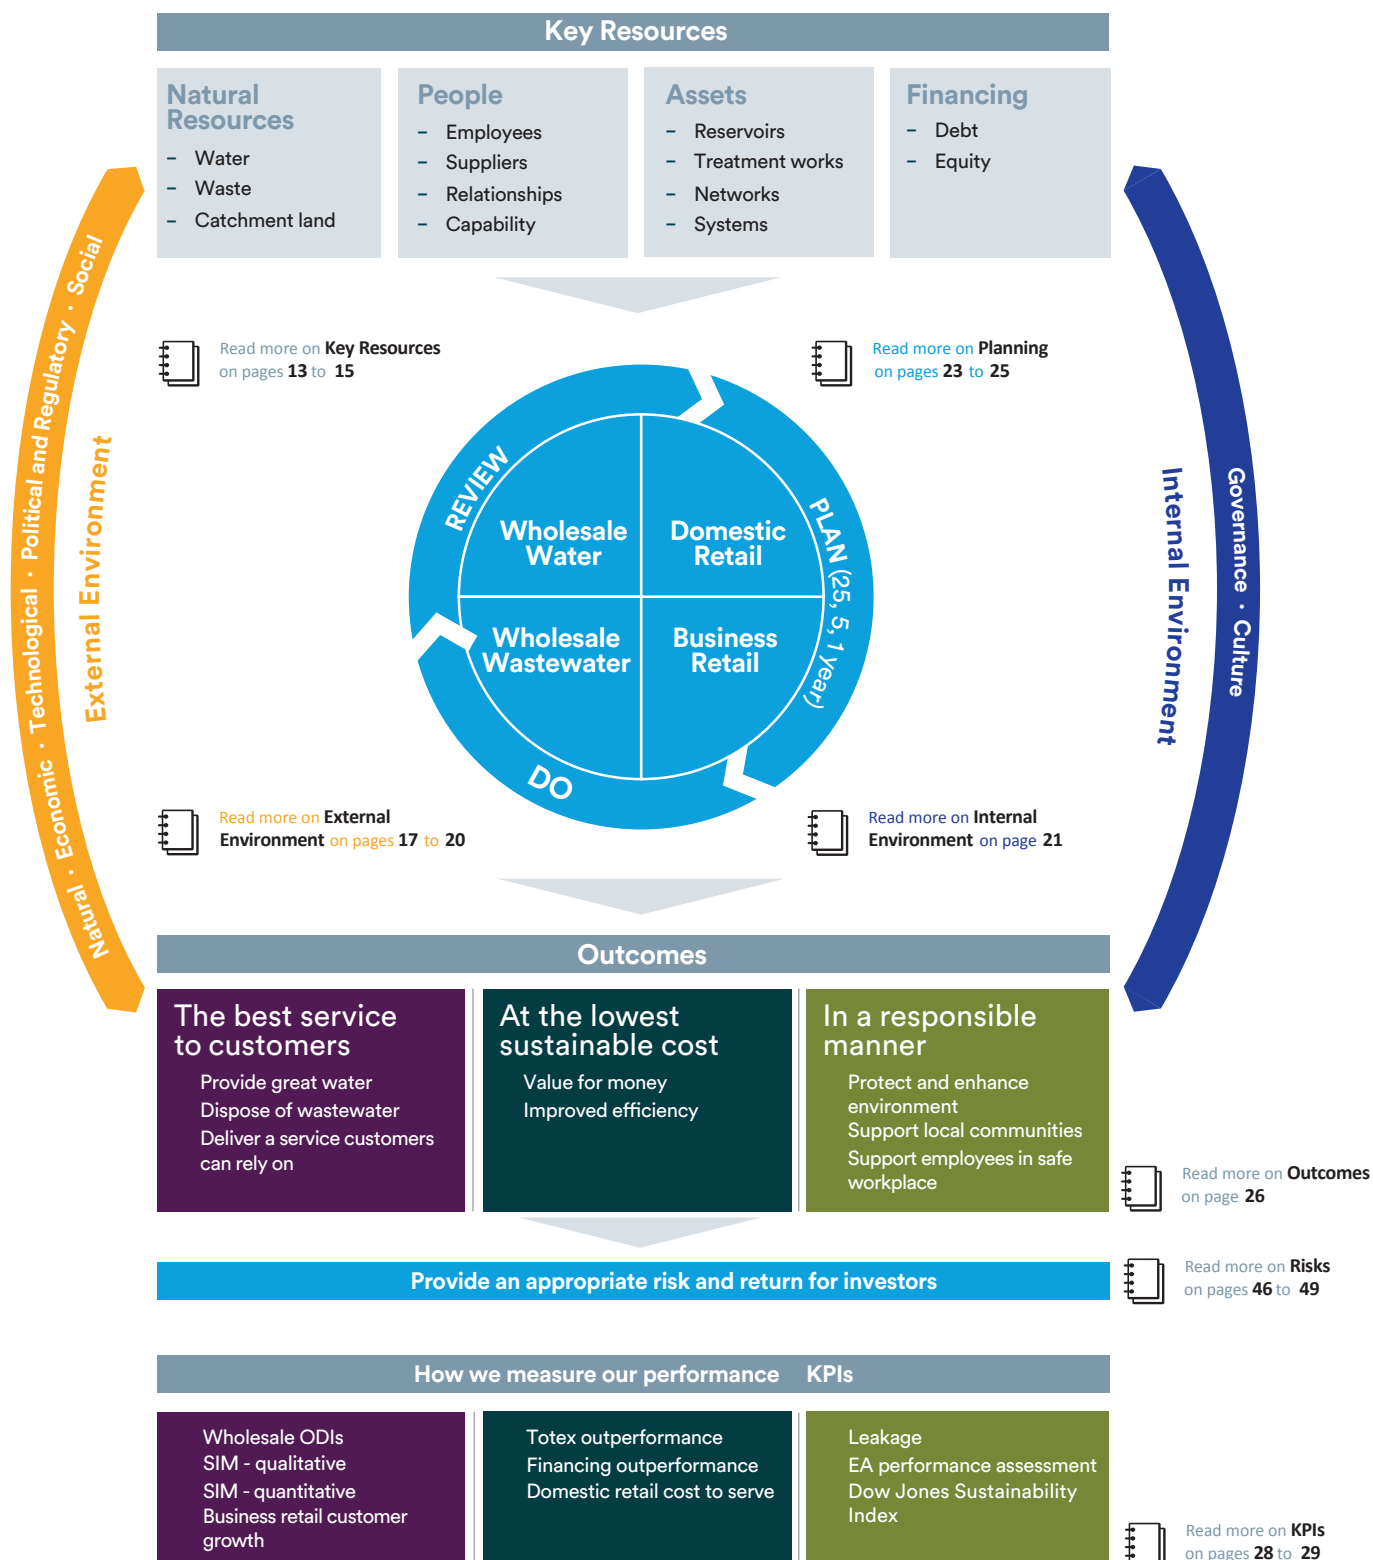 Key Resources
Natural
Resources
– Water
– Waste
– Catchment land
People
– Employees
– Suppliers
– Relationships
– Capability
Assets
– Reservoirs
– Treatment works
– Networks
– Systems
Financing
– Debt
– Equity
Natural · Economic · Technological · Political and Regulatory · Social
External Environment
Read more on Key Resources
on pages 13 to 15
Read more on Planning
on pages 23 to 25
REVIEW
PLAN (25, 5, 1 year)
DO
Wholesale
Water
Domestic
Retail
Wholesale
Wastewater
Business
Retail
Internal Environment
Governance · Culture
Read more on External
Environment on pages 17 to 20
Read more on Internal
Environment on page 21
Outcomes
The best service
to customers
Provide great water
Dispose of wastewater
Deliver a service customers
can rely on
At the lowest
sustainable cost
Value for money
Improved efficiency
In a responsible
manner
Protect and enhance
environment
Support local communities
Support employees in safe
workplace
Read more on Outcomes
on page 26
Provide an appropriate risk and return for investors
Read more on Risks
on pages 46 to 49
How we measure our performance KPIs
Wholesale ODIs
SIM - qualitative
SIM - quantitative
Business retail customer
growth
Totex outperformance
Financing outperformance
Domestic retail cost to serve
Leakage
EA performance assessment
Dow Jones Sustainability
Index
Read more on KPIs
on pages 28 to 29